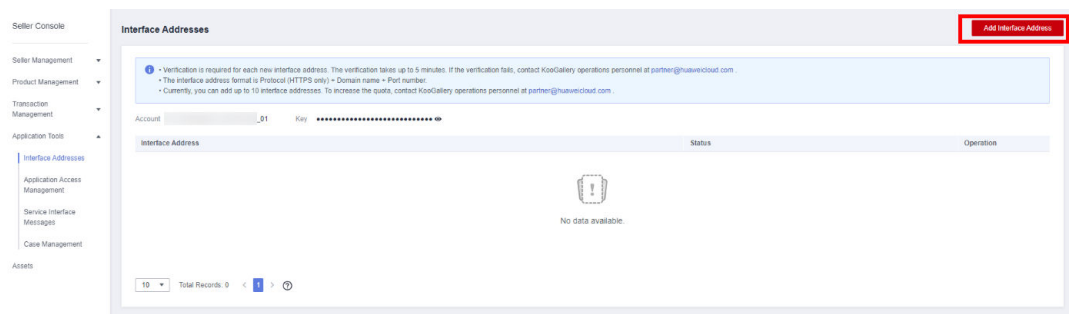 Seller Console
Interface Addresses
Add Interface Address
Seller Management
Product Management
Transaction
Management
Application Tools
Interface Addresses
Application Access
Management
Service Interface
Messages
Case Management
Assets
• Verification is required for each new interface address. The verification takes up to 5 minutes. If the verification fails, contact KooGallery operations personnel at partner@huaweicloud.com .
• The interface address format is Protocol (HTTPS only) + Domain name + Port number.
• Currently, you can add up to 10 interface addresses. To increase the quota, contact KooGallery operations personnel at partner@huaweicloud.com .
Account _01 Key ••••••••••••••••••••••••••••
Interface Address Status Operation
No data available.
10 Total Records: 0 < 1 >